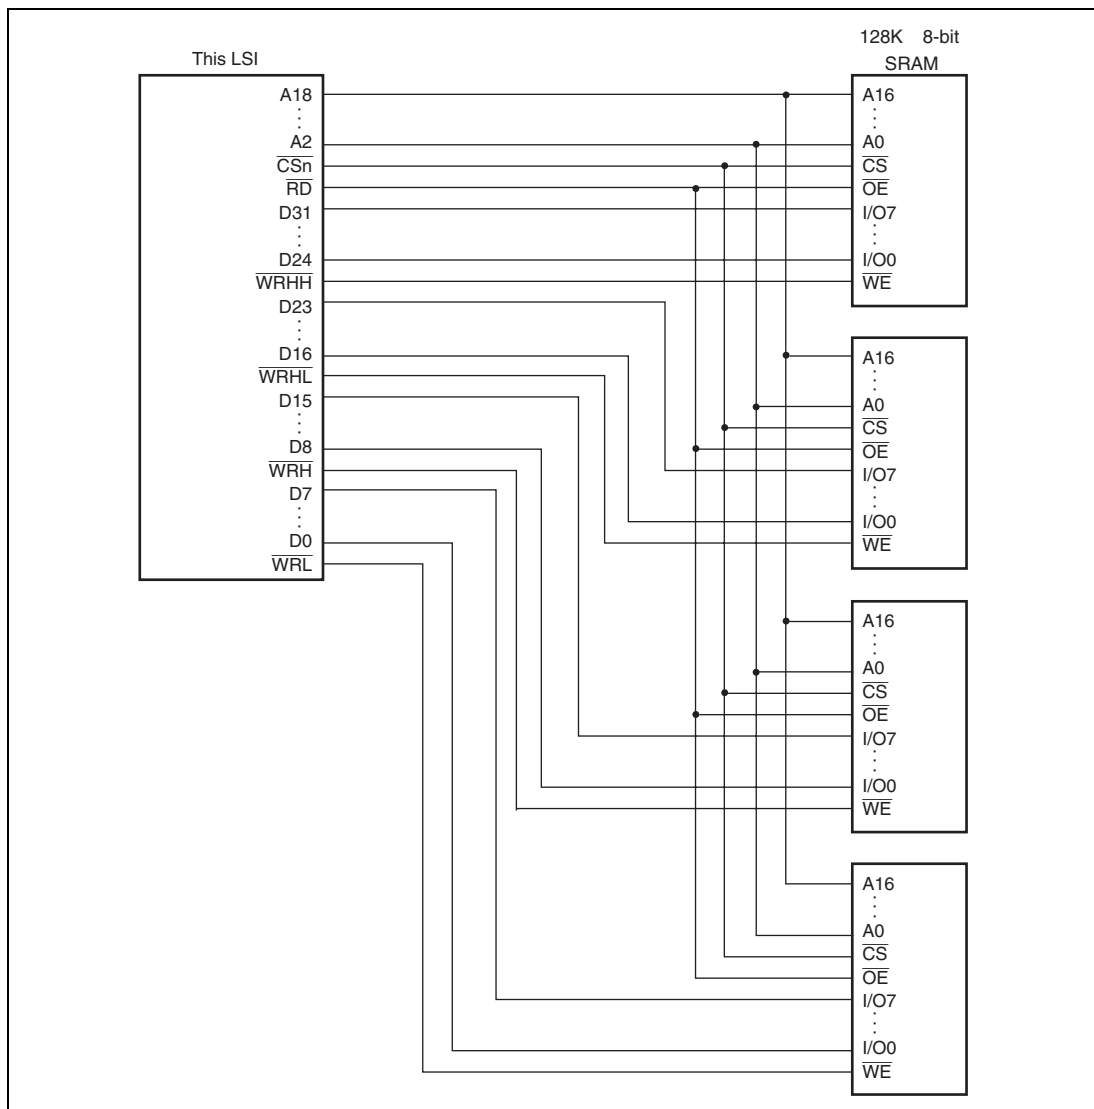 This LSI
A18
A2
CSn
RD
D31
D24
WRHH
D23
D16
WRHL
D15
D8
WRH
D7
D0
WRL
128K 8-bit
SRAM
A16
A0
CS
OE
I/O7
I/O0
WE
A16
A0
CS
OE
I/O7
I/O0
WE
A16
A0
CS
OE
I/O7
I/O0
WE
A16
A0
CS
OE
I/O7
I/O0
WE